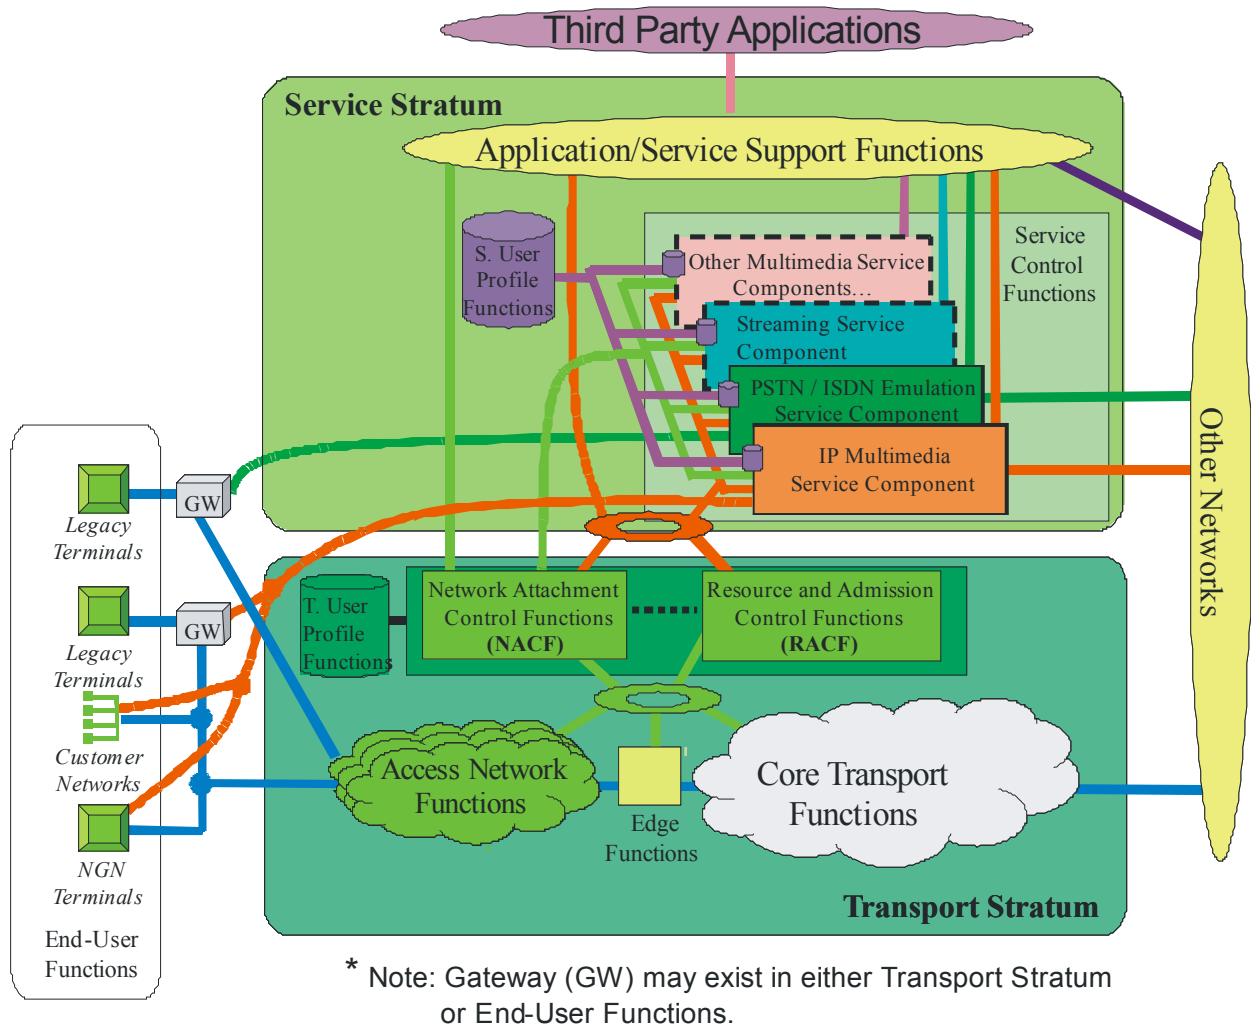 Third Party Applications
Service Stratum
Application/Service Support Functions
S. User
Profile
Functions
Service
Control
Functions
Other Multimedia Service
Components…
Streaming Service
Component
PSTN / ISDN Emulation
Service Component
IP Multimedia
Service Component
Other Networks
GW
Legacy
Terminals
GW
Legacy
Terminals
Customer
Networks
NGN
Terminals
End-User
Functions
T. User
Profile
Functions
Network Attachment
Control Functions
(NACF)
Resource and Admission
Control Functions
(RACF)
Access Network
Functions
Edge
Functions
Core Transport
Functions
Transport Stratum
* Note: Gateway (GW) may exist in either Transport Stratum
or End-User Functions.